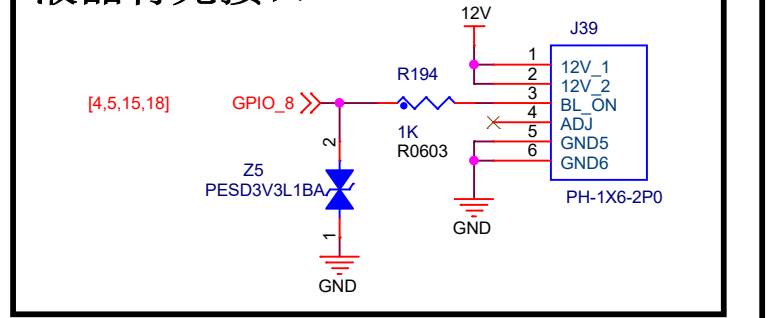 12V
J39
1 12V_1
2 12V_2
R194
3 BL_ON
[4,5,15,18] GPIO_8
4 ADJ
1K
5 GND5
R0603
6 GND6
2
Z5
PESD3V3L1BA
PH-1X6-2P0
GND
1
GND